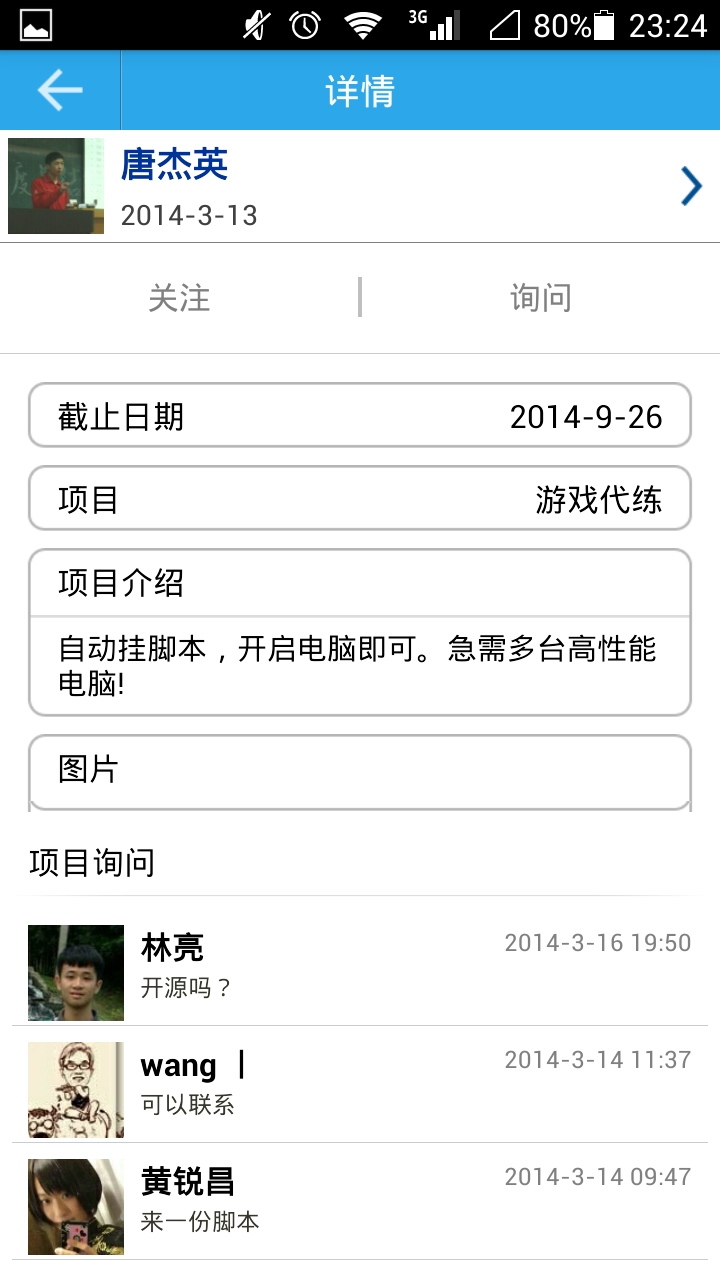 3G 80% 23:24
详情
唐杰英
2014-3-13
关注 询问
截止日期 2014-9-26
项目 游戏代练
项目介绍
自动挂脚本，开启电脑即可。急需多台高性能
电脑!
图片
项目询问
林亮 2014-3-16 19:50
开源吗？
wang 丨 2014-3-14 11:37
可以联系
黄锐昌 2014-3-14 09:47
来一份脚本